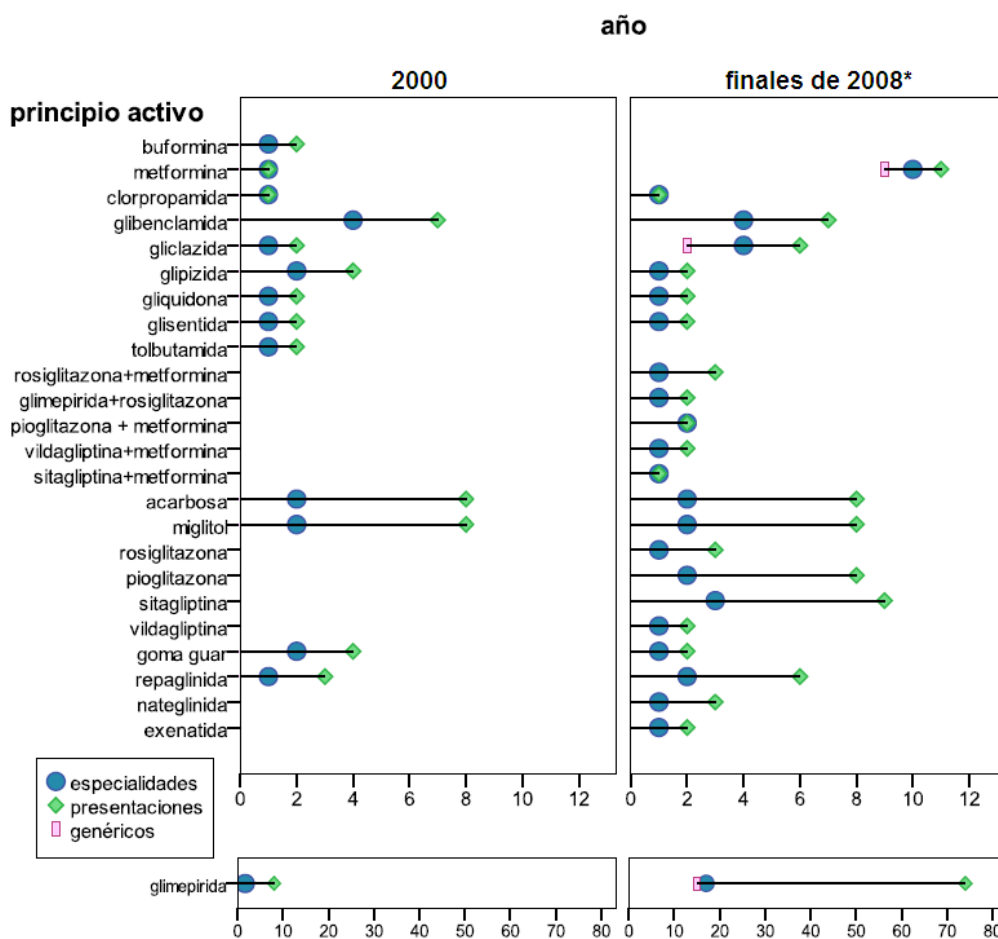 año
2000
finales de 2008*
principio activo
buformina
metformina
clorpropamida
glibenclamida
gliclazida
glipizida
gliquidona
glisentida
tolbutamida
rosiglitazona+metformina
glimepirida+rosiglitazona
pioglitazona + metformina
vildagliptina+metformina
sitagliptina+metformina
acarbosa
miglitol
rosiglitazona
pioglitazona
sitagliptina
vildagliptina
goma guar
repaglinida
nateglinida
exenatida
0 2 4 6 8 10 12
0 2 4 6 8 10 12
especialidades
presentaciones
genéricos
glimepirida
0 10 20 30 40 50 60 70 80
0 10 20 30 40 50 60 70 80